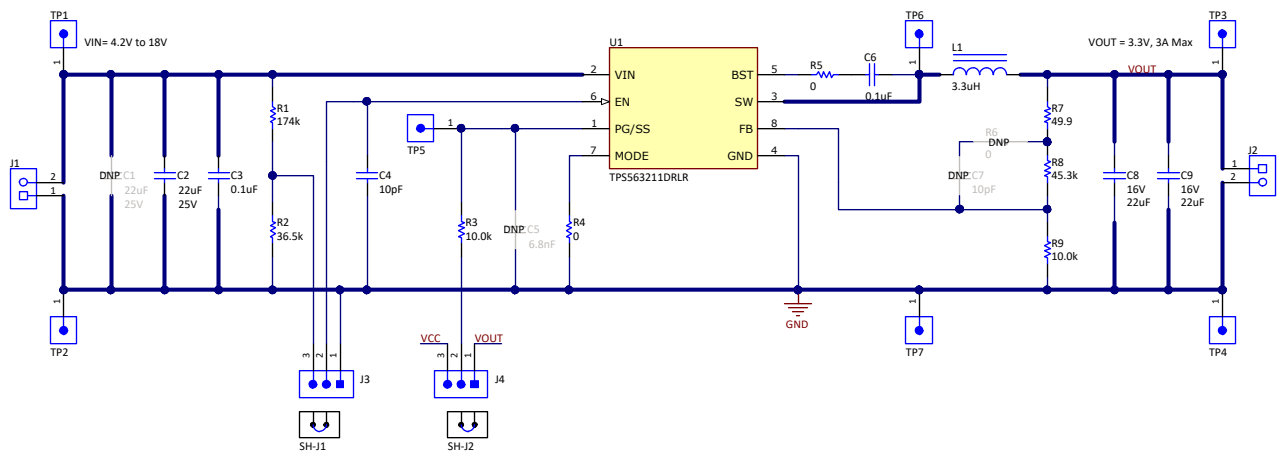 TP1
VIN= 4.2V to 18V
1
J1
2
1
DNP
C1
22uF
25V
C2
22uF
25V
C3
0.1uF
R1
174k
R2
36.5k
C4
10pF
TP5
1
R3
10.0k
DNP
C5
6.8nF
R4
0
U1
2
VIN
6
EN
1
PG/SS
7
MODE
BST
5
SW
3
FB
8
GND
4
TPS563211DRLR
R5
0
C6
0.1uF
TP6
1
L1
3.3uH
VOUT = 3.3V, 3A Max
VOUT
TP3
1
R7
49.9
R6
DNP
0
DNP
C7
10pF
R8
45.3k
R9
10.0k
C8
16V
22uF
C9
16V
22uF
J2
1
2
1
TP2
GND
1
TP7
1
TP4
3
2
1
J3
SH-J1
VCC
VOUT
3
2
1
J4
SH-J2